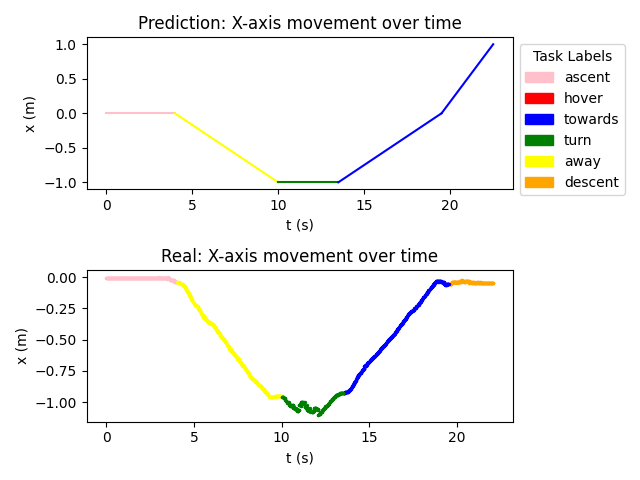 Prediction: X-axis movement over time
1.0
0.5
0.0
−0.5
−1.0
x (m)
0 5 10 15 20
t (s)
Task Labels
ascent
hover
towards
turn
away
descent
Real: X-axis movement over time
0.00
−0.25
−0.50
−0.75
−1.00
x (m)
0 5 10 15 20
t (s)